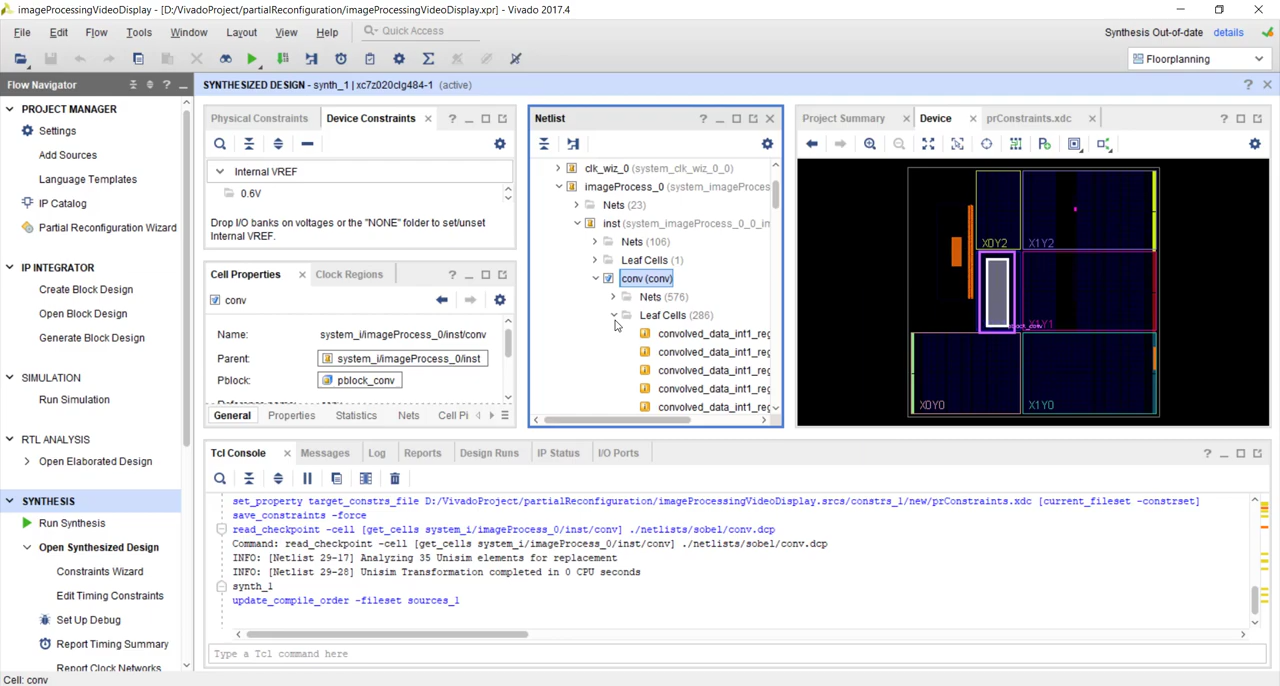 imageProcessingVideoDisplay - [D:/VivadoProject/partialReconfiguration/imageProcessingVideoDisplay.xpr] - Vivado 2017.4
File Edit Flow Tools Window Layout View Help Quick Access
Synthesis Out-of-date details
Floorplanning
Flow Navigator
SYNTHESIZED DESIGN - synth_1 | xc7z020clg484-1 (active)
PROJECT MANAGER
Settings
Add Sources
Language Templates
IP Catalog
Partial Reconfiguration Wizard
IP INTEGRATOR
Create Block Design
Open Block Design
Generate Block Design
SIMULATION
Run Simulation
RTL ANALYSIS
Open Elaborated Design
SYNTHESIS
Run Synthesis
Open Synthesized Design
Constraints Wizard
Edit Timing Constraints
Set Up Debug
Report Timing Summary
Report Clock Networks
Physical Constraints Device Constraints
Internal VREF
0.6V
Drop I/O banks on voltages or the "NONE" folder to set/unset
Internal VREF.
Cell Properties Clock Regions
conv
Name: system_i/imageProcess_0/inst/conv
Parent: system_i/imageProcess_0/inst
Pblock: pblock_conv
General Properties Statistics Nets Cell Pi
Netlist
clk_wiz_0 (system_clk_wiz_0_0)
imageProcess_0 (system_imageProces
Nets (23)
inst (system_imageProcess_0_0_im
Nets (106)
Leaf Cells (1)
conv (conv)
Nets (576)
Leaf Cells (286)
convolved_data_int1_reg
convolved_data_int1_reg
convolved_data_int1_reg
convolved_data_int1_reg
convolved_data_int1_reg
Project Summary Device prConstraints.xdc
X0Y2 X1Y2
X1Y1
pblock_conv
X0Y0 X1Y0
Tcl Console Messages Log Reports Design Runs IP Status I/O Ports
set_property target_constrs_file D:/VivadoProject/partialReconfiguration/imageProcessingVideoDisplay.srcs/constrs_1/new/prConstraints.xdc [current_fileset -constrset]
save_constraints -force
read_checkpoint -cell [get_cells system_i/imageProcess_0/inst/conv] ./netlists/sobel/conv.dcp
Command: read_checkpoint -cell [get_cells system_i/imageProcess_0/inst/conv] ./netlists/sobel/conv.dcp
INFO: [Netlist 29-17] Analyzing 35 Unisim elements for replacement
INFO: [Netlist 29-28] Unisim Transformation completed in 0 CPU seconds
synth_1
update_compile_order -fileset sources_1
Type a Tcl command here
Cell: conv